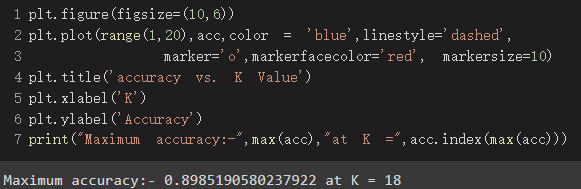 1 plt.figure(figsize=(10,6))
2 plt.plot(range(1,20),acc,color = 'blue',linestyle='dashed',
3 marker='o',markerfacecolor='red', markersize=10)
4 plt.title('accuracy vs. K Value')
5 plt.xlabel('K')
6 plt.ylabel('Accuracy')
7 print("Maximum accuracy:-",max(acc),"at K =",acc.index(max(acc)))
Maximum accuracy:- 0.8985190580237922 at K = 18